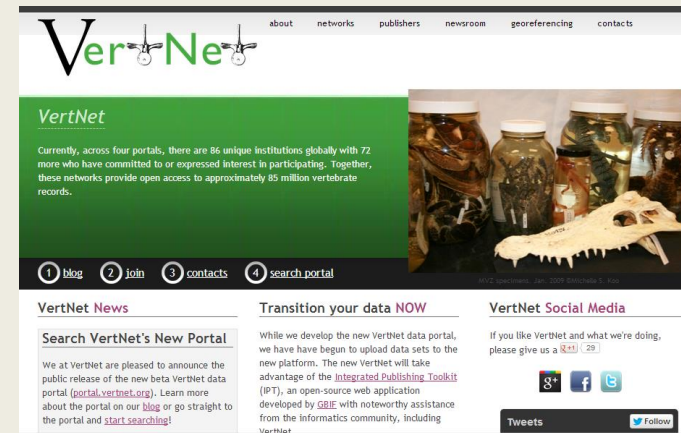 VertNet
about networks publishers newsroom georeferencing contacts
VertNet
Currently, across four portals, there are 86 unique institutions globally with 72
more who have committed to or expressed interest in participating. Together,
these networks provide open access to approximately 85 million vertebrate
records.
1 blog 2 join 3 contacts 4 search portal
MVZ specimens, Jan. 2009 ©Michelle S. Koo
VertNet News
Search VertNet's New Portal
We at VertNet are pleased to announce the
public release of the new beta VertNet data
portal (portal.vertnet.org). Learn more
about the portal on our blog or go straight to
the portal and start searching!
Transition your data NOW
While we develop the new VertNet data portal,
we have have begun to upload data sets to the
new platform. The new VertNet will take
advantage of the Integrated Publishing Toolkit
(IPT), an open-source web application
developed by GBIF with noteworthy assistance
from the informatics community, including
VertNet
VertNet Social Media
If you like VertNet and what we're doing,
please give us a +1 29
g+ f
Tweets Follow